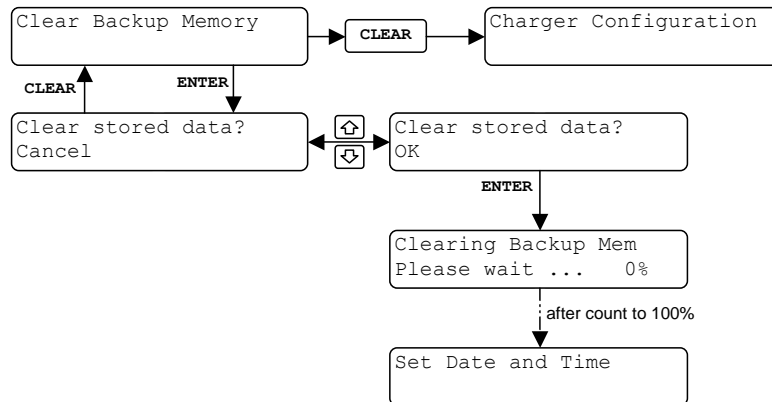 Clear Backup Memory
CLEAR
Charger Configuration
CLEAR
ENTER
Clear stored data?
Cancel
Clear stored data?
OK
ENTER
Clearing Backup Mem
Please wait ... 0%
after count to 100%
Set Date and Time